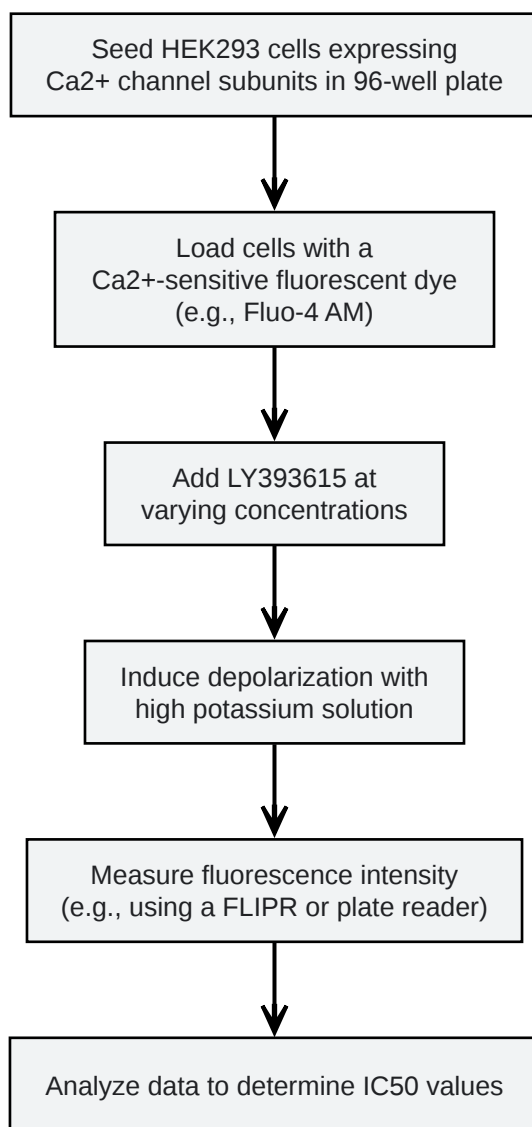 Seed HEK293 cells expressing
Ca2+ channel subunits in 96-well plate
Load cells with a
Ca2+-sensitive fluorescent dye
(e.g., Fluo-4 AM)
Add LY393615 at
varying concentrations
Induce depolarization with
high potassium solution
Measure fluorescence intensity
(e.g., using a FLIPR or plate reader)
Analyze data to determine IC50 values